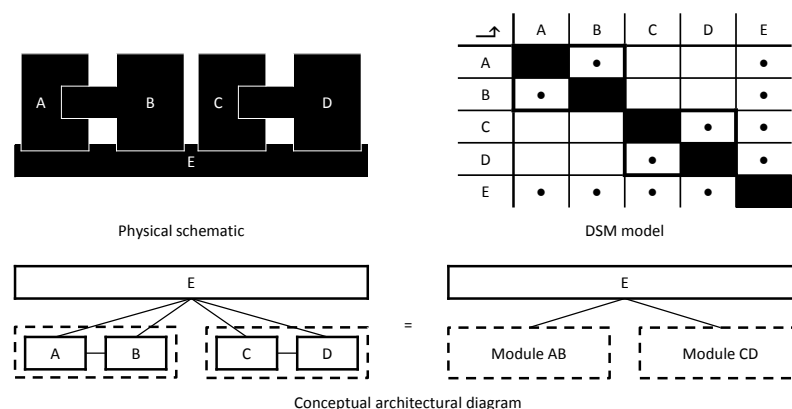 A B C D
E
Physical schematic
A B C D E
A • •
B • •
C • •
D • •
E • • • •
DSM model
E
A B C D
=
E
Module AB Module CD
Conceptual architectural diagram